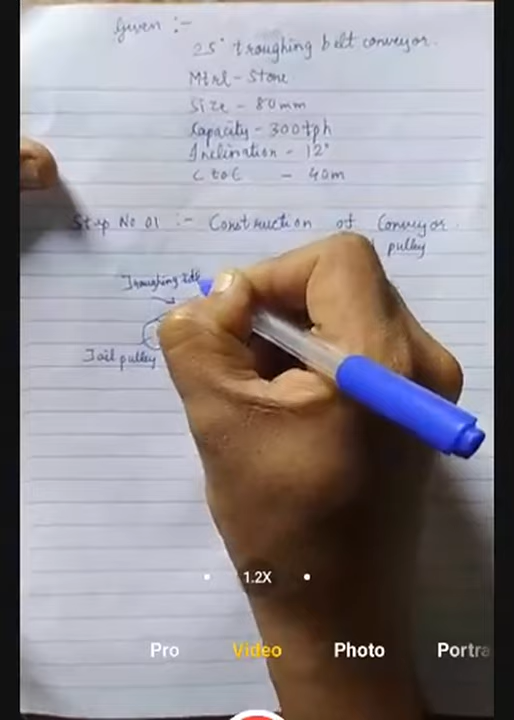 Given :-
25° troughing belt conveyor.
Mtrl - Stone
Size - 80mm
Capacity - 300tph
Inclination - 12°
C to C - 40m
Step No 01 :- Construction of Conveyor
pulley
Troughing
Tail pulley
1.2X
Pro Video Photo Portra